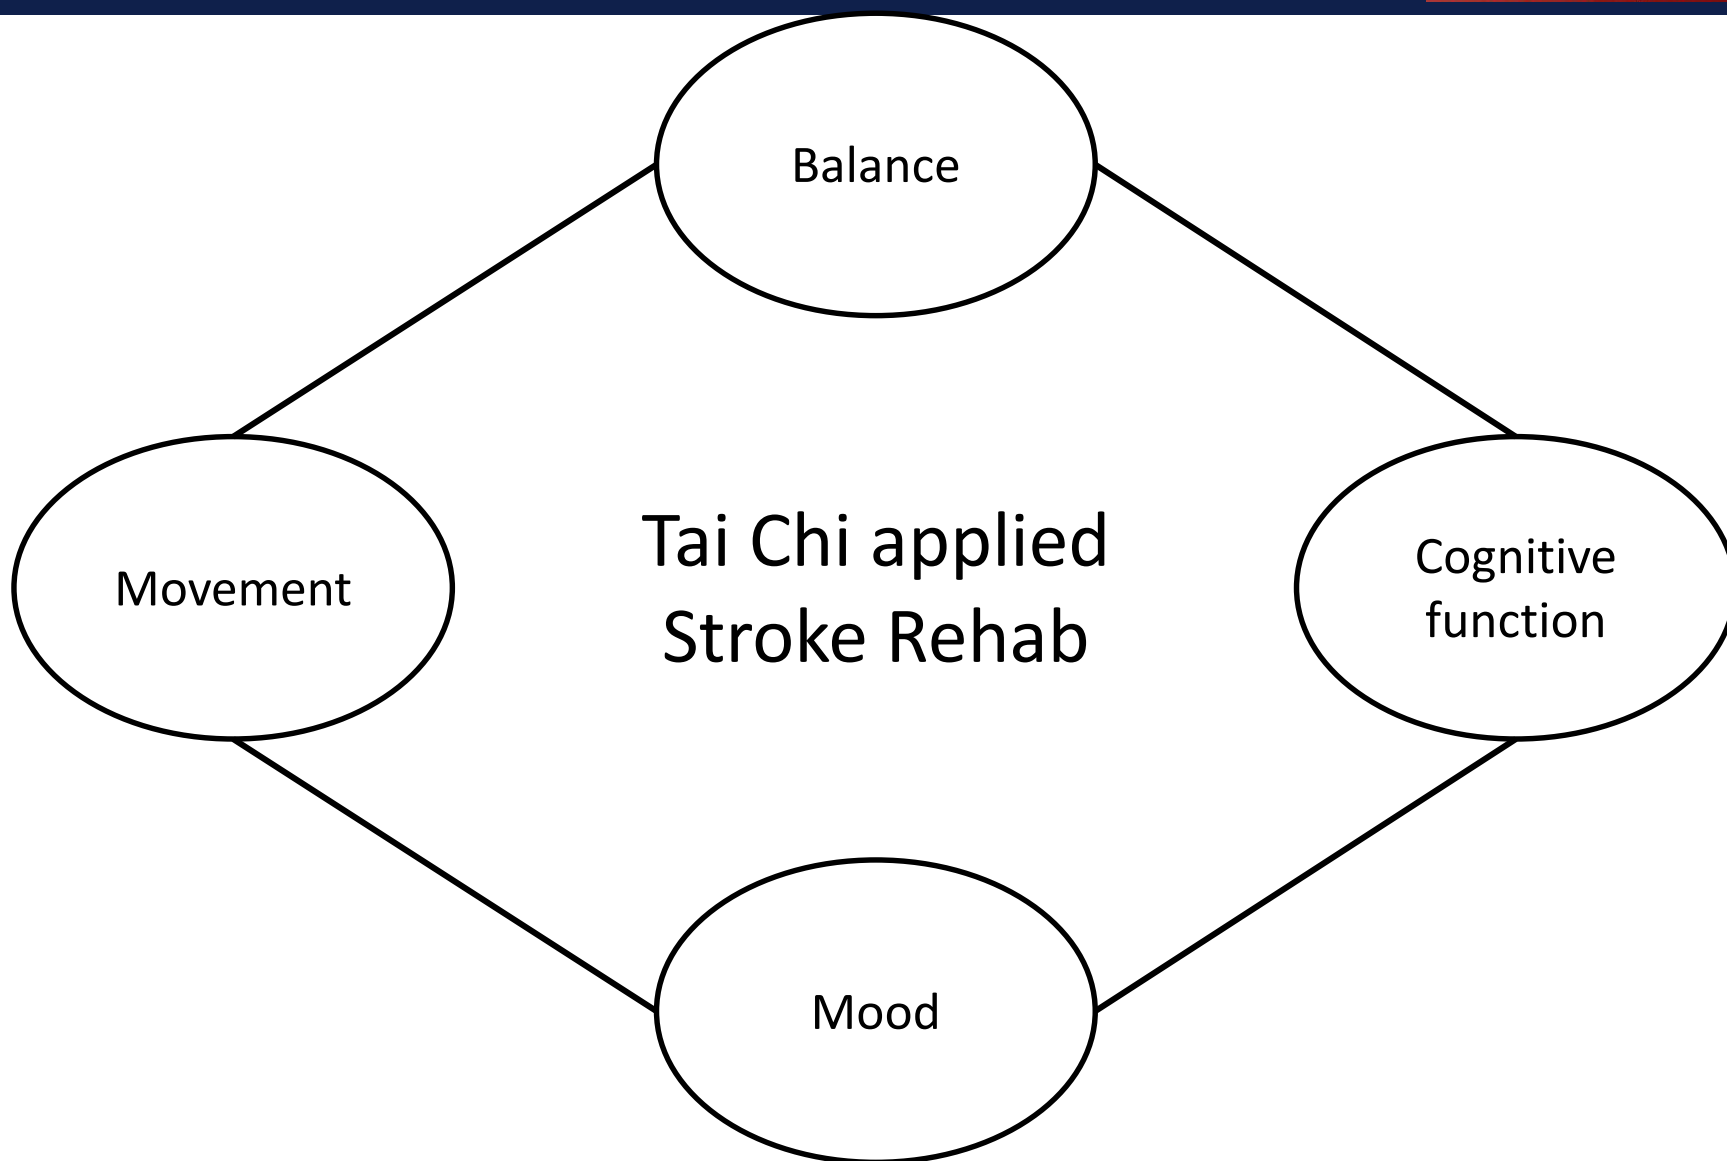 Balance
Movement
Tai Chi applied
Stroke Rehab
Cognitive
function
Mood